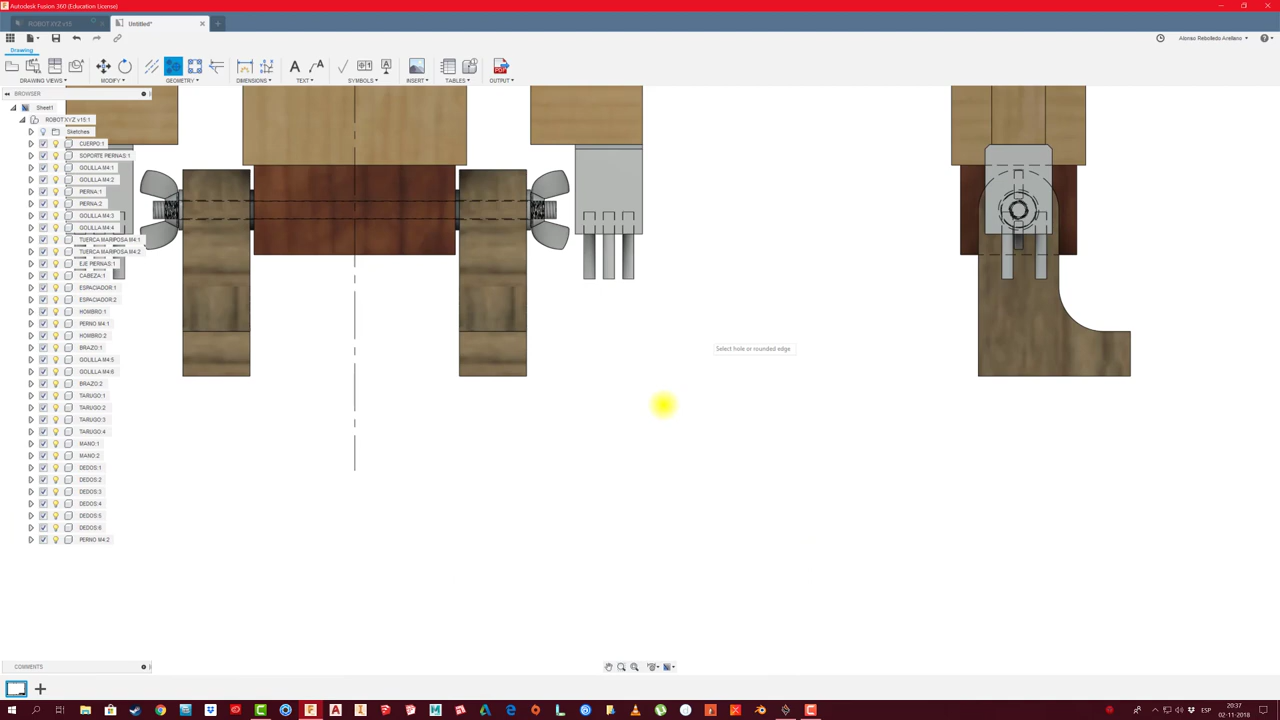 Autodesk Fusion 360 (Education License)
ROBOT XYZ v15
Untitled*
Alonso Rebolledo Arellano
Drawing
DRAWING VIEWS
MODIFY
GEOMETRY
DIMENSIONS
TEXT
SYMBOLS
INSERT
TABLES
OUTPUT
BROWSER
Sheet1
ROBOT XYZ v15:1
Sketches
CUERPO:1
SOPORTE PIERNAS:1
GOLILLA M4:1
GOLILLA M4:2
PIERNA:1
PIERNA:2
GOLILLA M4:3
GOLILLA M4:4
TUERCA MARIPOSA M4:1
TUERCA MARIPOSA M4:2
EJE PIERNAS:1
CABEZA:1
ESPACIADOR:1
ESPACIADOR:2
HOMBRO:1
PERNO M4:1
HOMBRO:2
BRAZO:1
GOLILLA M4:5
GOLILLA M4:6
BRAZO:2
TARUGO:1
TARUGO:2
TARUGO:3
TARUGO:4
MANO:1
MANO:2
DEDOS:1
DEDOS:2
DEDOS:3
DEDOS:4
DEDOS:5
DEDOS:6
PERNO M4:2
Select hole or rounded edge
COMMENTS
ESP
20:37
02-11-2018